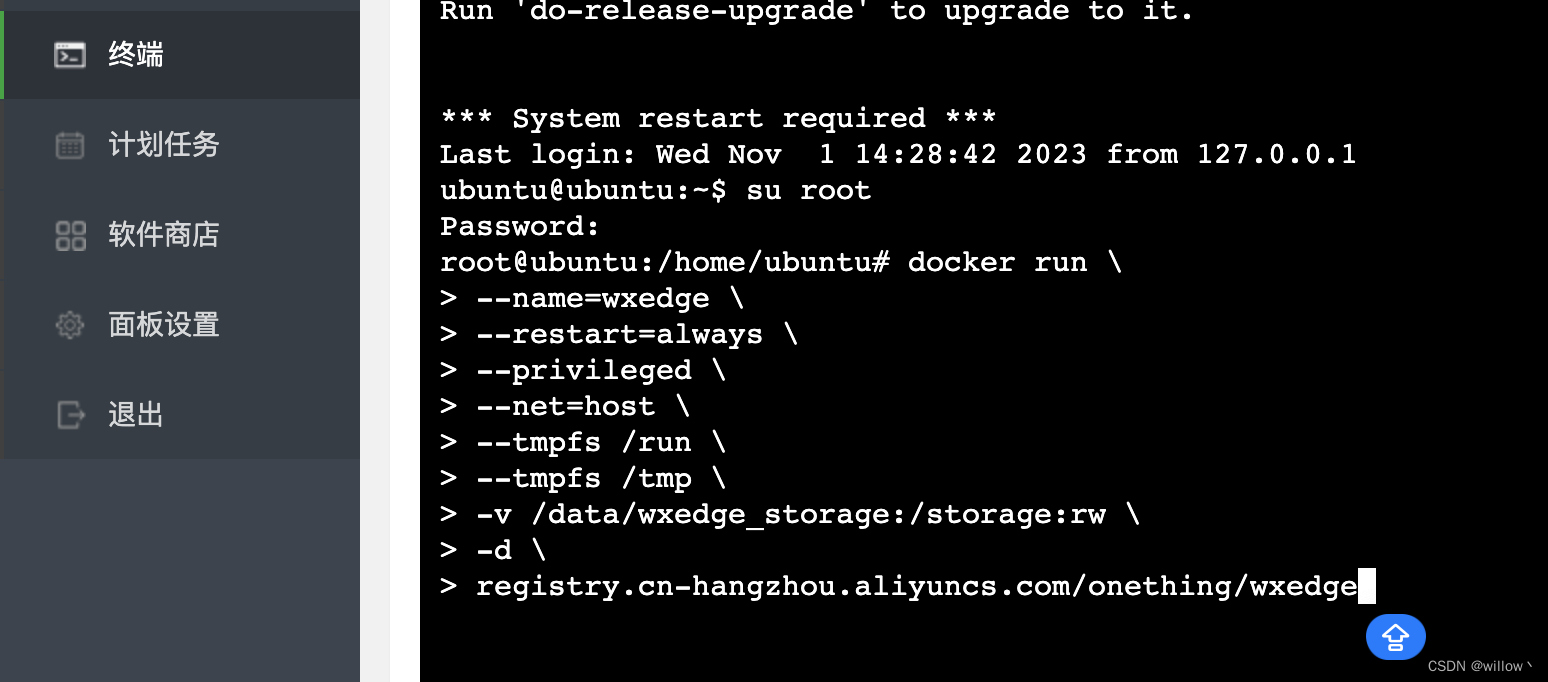 终端
计划任务
软件商店
面板设置
退出
Run 'do-release-upgrade' to upgrade to it.
*** System restart required ***
Last login: Wed Nov  1 14:28:42 2023 from 127.0.0.1
ubuntu@ubuntu:~$ su root
Password:
root@ubuntu:/home/ubuntu# docker run \
> --name=wxedge \
> --restart=always \
> --privileged \
> --net=host \
> --tmpfs /run \
> --tmpfs /tmp \
> -v /data/wxedge_storage:/storage:rw \
> -d \
> registry.cn-hangzhou.aliyuncs.com/onething/wxedge
CSDN @willow丶